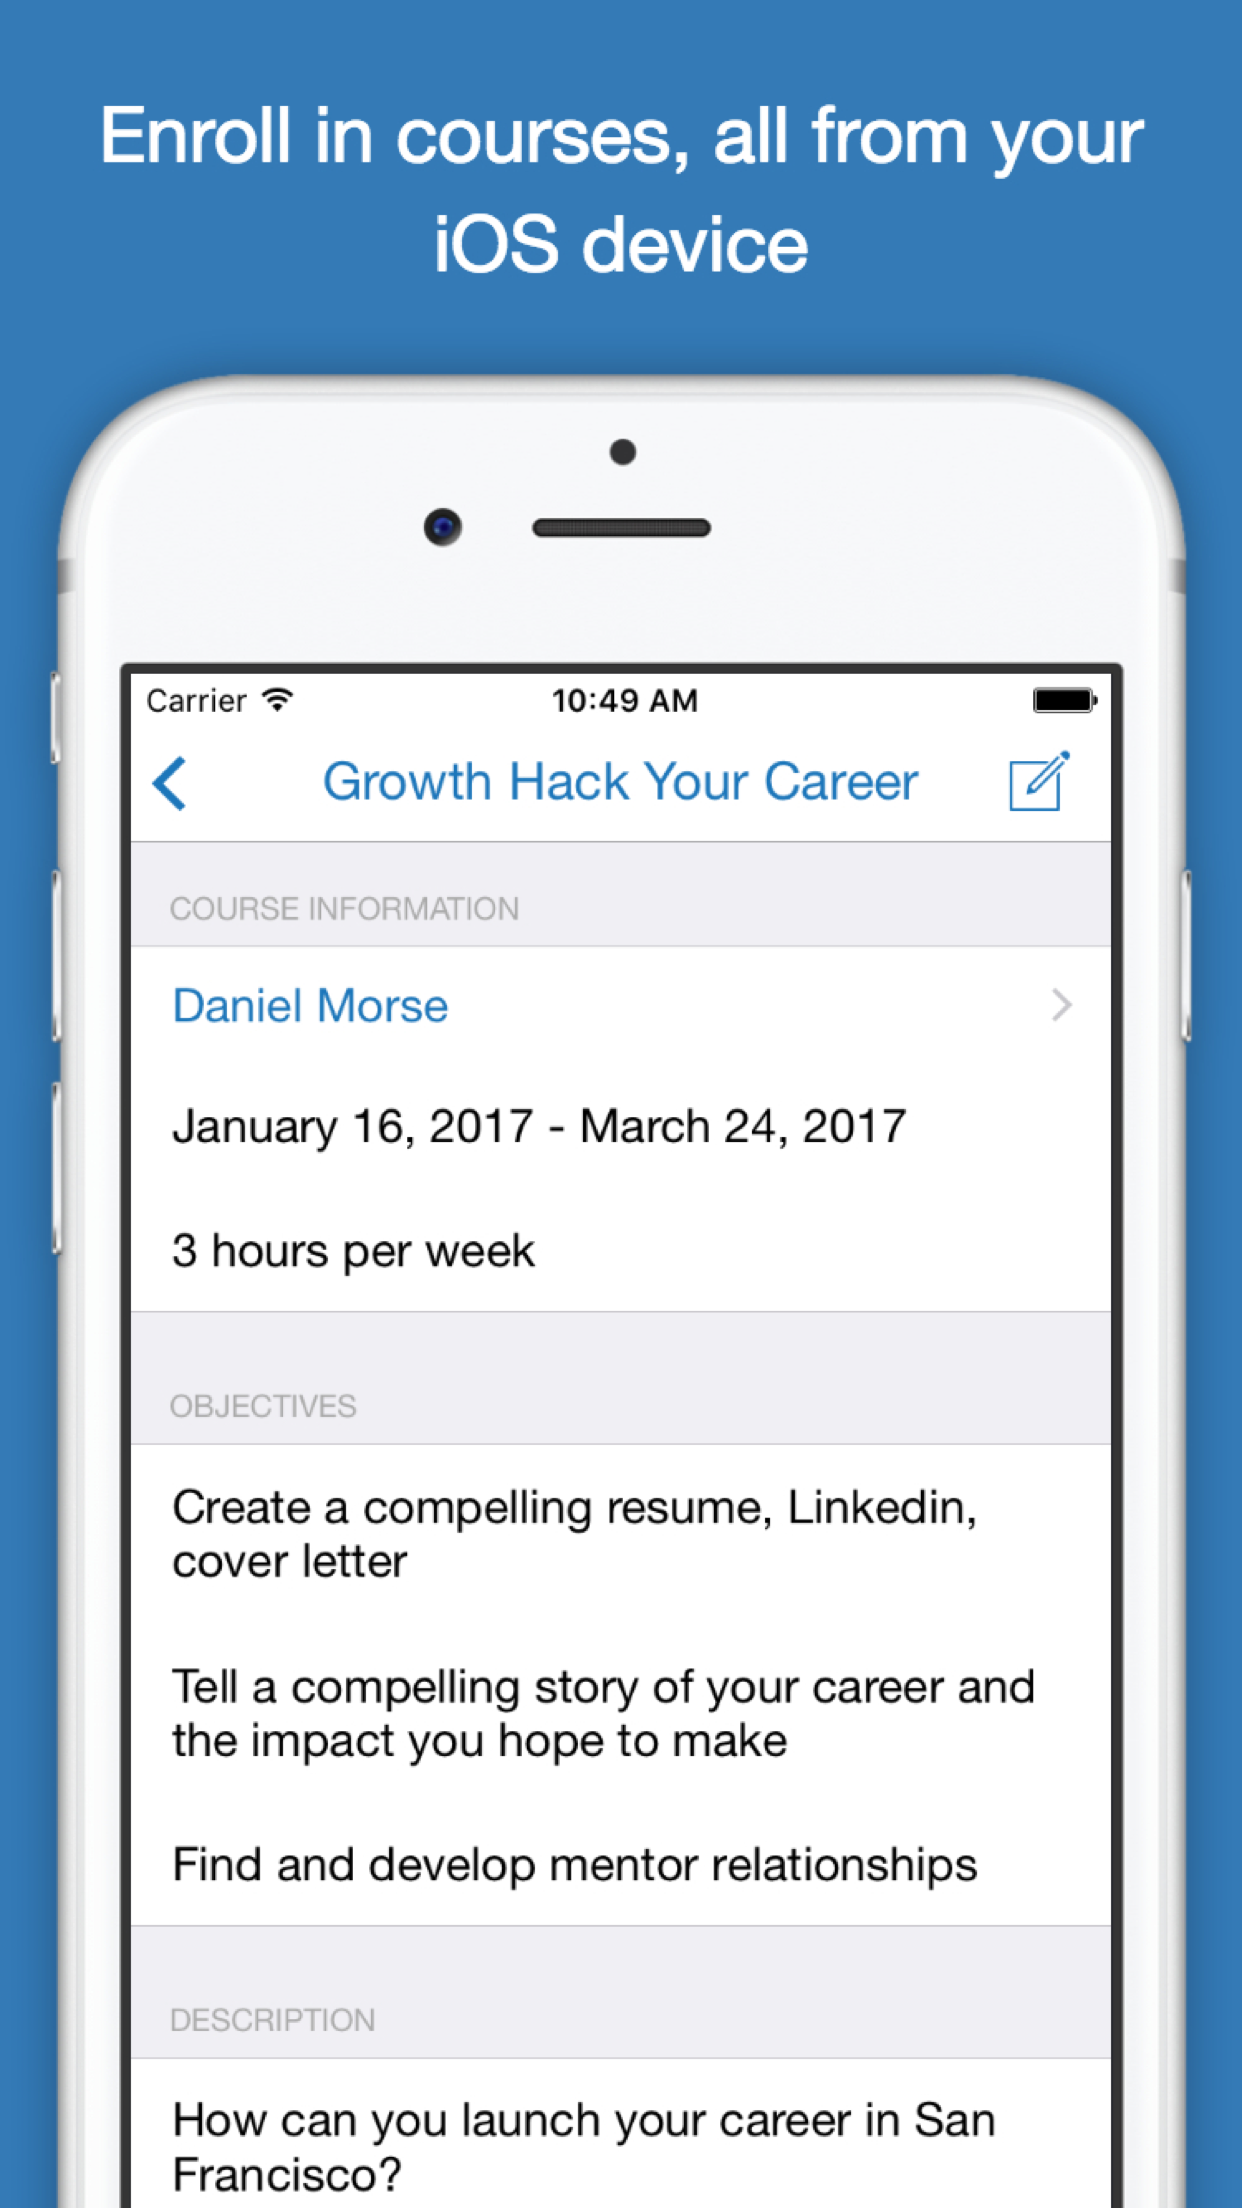 Enroll in courses, all from your
iOS device
Carrier
10:49 AM
Growth Hack Your Career
COURSE INFORMATION
Daniel Morse
January 16, 2017 - March 24, 2017
3 hours per week
OBJECTIVES
Create a compelling resume, Linkedin,
cover letter
Tell a compelling story of your career and
the impact you hope to make
Find and develop mentor relationships
DESCRIPTION
How can you launch your career in San
Francisco?